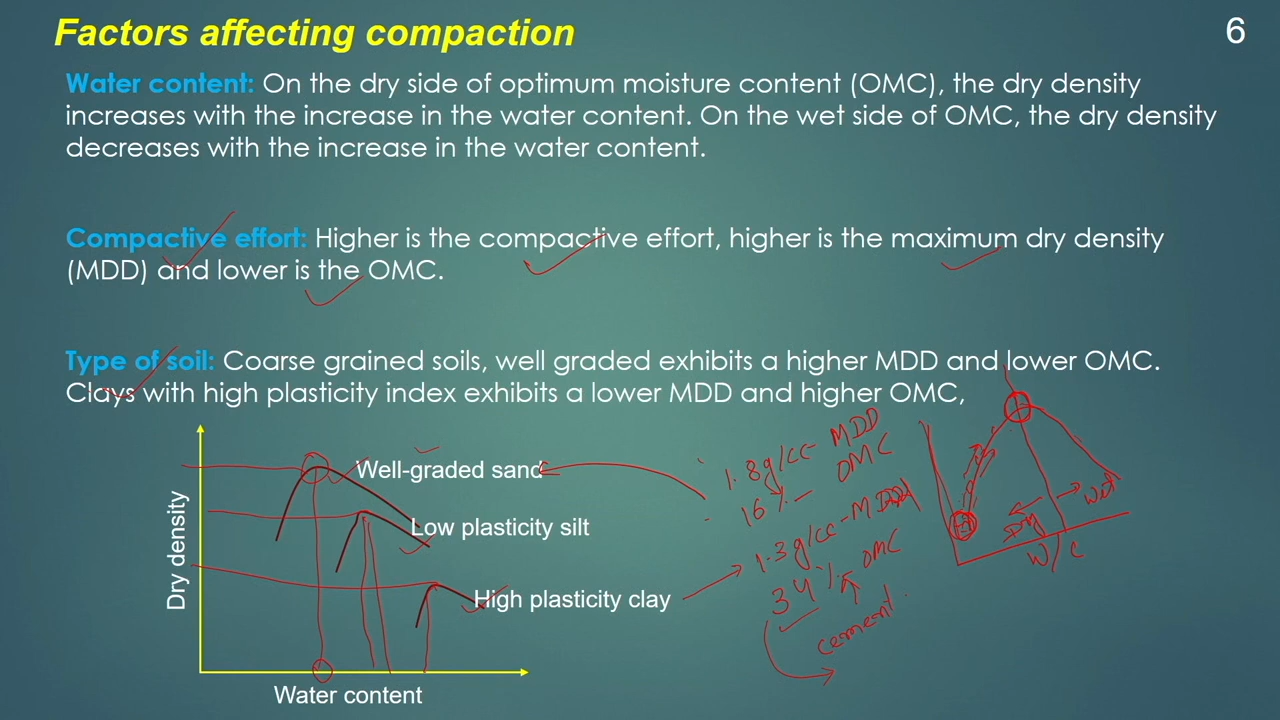 Factors affecting compaction
6
Water content: On the dry side of optimum moisture content (OMC), the dry density
increases with the increase in the water content. On the wet side of OMC, the dry density
decreases with the increase in the water content.
Compactive effort: Higher is the compactive effort, higher is the maximum dry density
(MDD) and lower is the OMC.
Type of soil: Coarse grained soils, well graded exhibits a higher MDD and lower OMC.
Clays with high plasticity index exhibits a lower MDD and higher OMC,
Dry density
Well-graded sand
Low plasticity silt
High plasticity clay
Water content
1.8g/cc- MDD
16 %- OMC
1.3g/cc-MDD
34 %. OMC
cement.
Dry
Wet
W/C